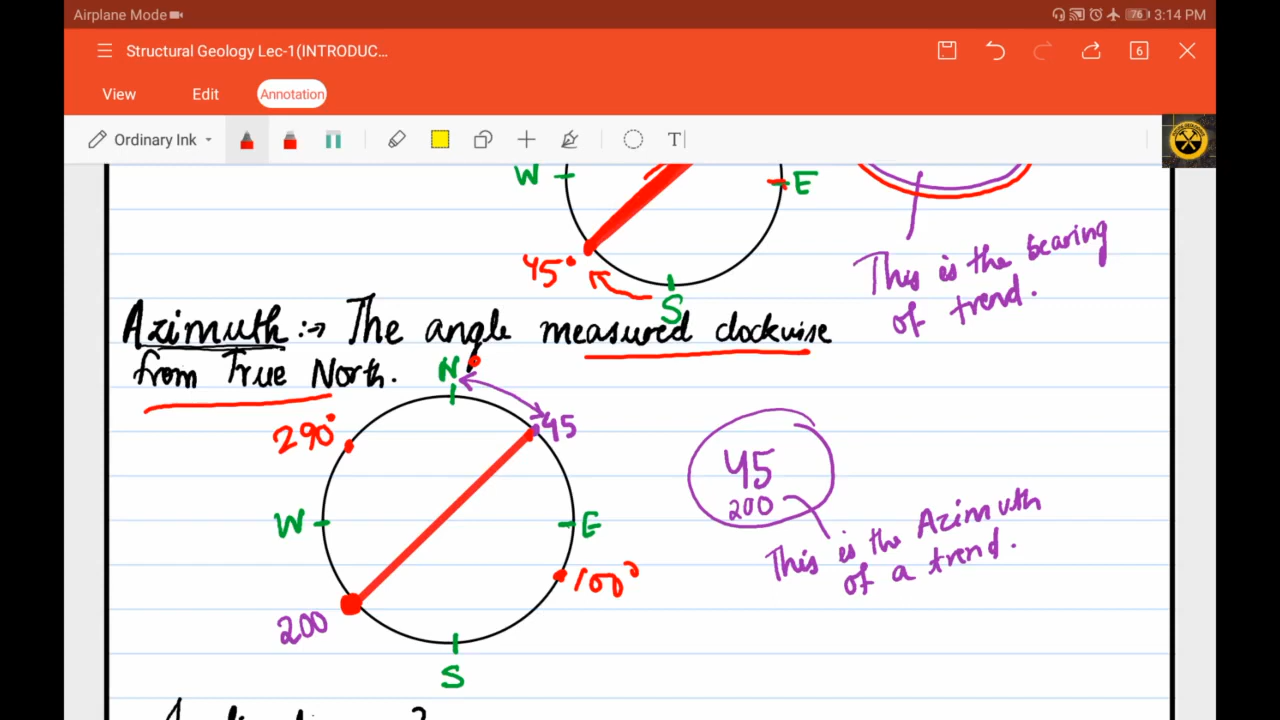 Airplane Mode
76 3:14 PM
Structural Geology Lec-1(INTRODUC...
6
View Edit Annotation
Ordinary Ink T
W E
45°
S
This is the bearing
of trend.
Azimuth :→ The angle measured clockwise
from True North.
N
290°
45
W E
100°
200
S
45
200
This is the Azimuth
of a trend.